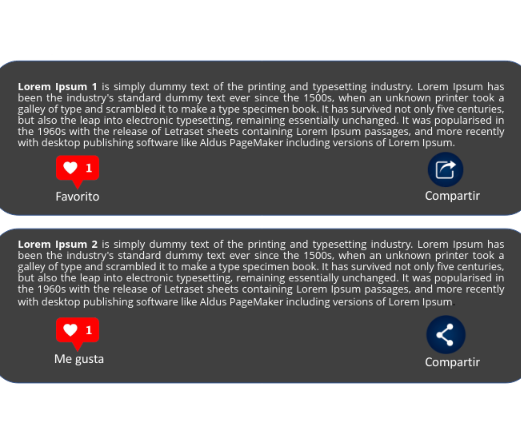 Lorem Ipsum 1 is simply dummy text of the printing and typesetting industry. Lorem Ipsum has
been the industry's standard dummy text ever since the 1500s, when an unknown printer took a
galley of type and scrambled it to make a type specimen book. It has survived not only five centuries,
but also the leap into electronic typesetting, remaining essentially unchanged. It was popularised in
the 1960s with the release of Letraset sheets containing Lorem Ipsum passages, and more recently
with desktop publishing software like Aldus PageMaker including versions of Lorem Ipsum.
1
Favorito
Compartir
Lorem Ipsum 2 is simply dummy text of the printing and typesetting industry. Lorem Ipsum has
been the industry's standard dummy text ever since the 1500s, when an unknown printer took a
galley of type and scrambled it to make a type specimen book. It has survived not only five centuries,
but also the leap into electronic typesetting, remaining essentially unchanged. It was popularised in
the 1960s with the release of Letraset sheets containing Lorem Ipsum passages, and more recently
with desktop publishing software like Aldus PageMaker including versions of Lorem Ipsum.
1
Me gusta
Compartir